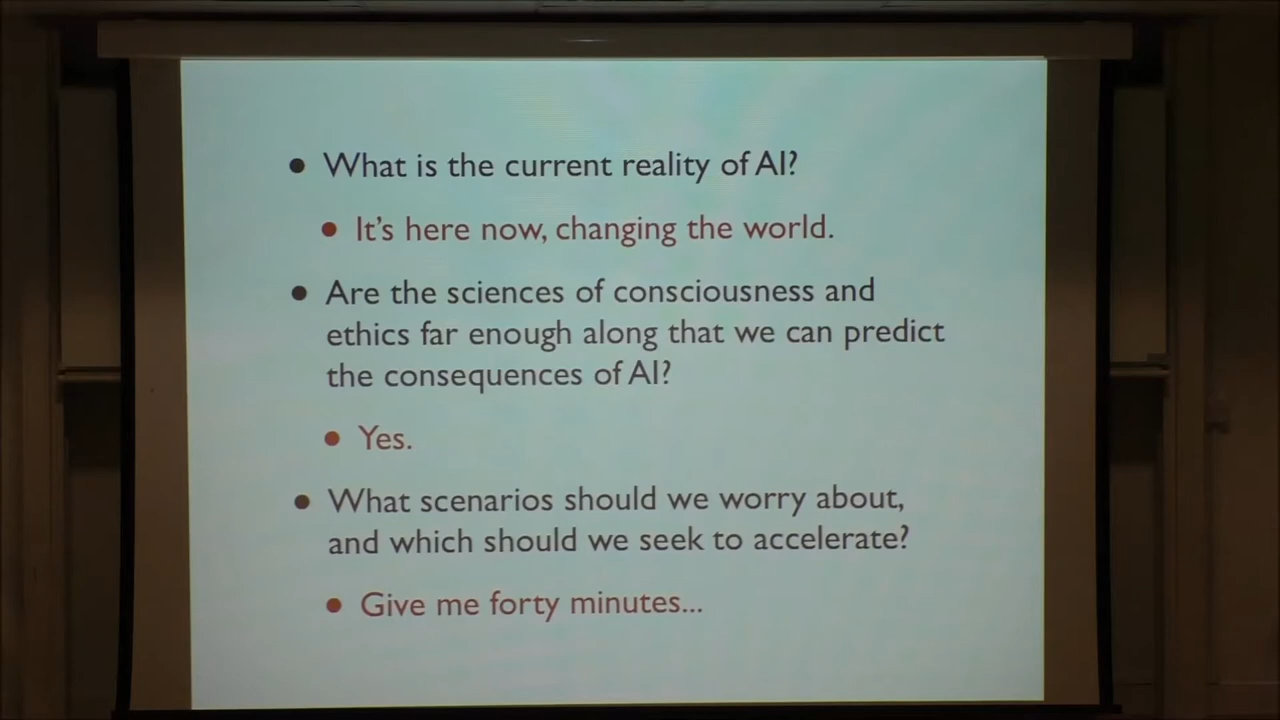 • What is the current reality of AI?
• It's here now, changing the world.
• Are the sciences of consciousness and
ethics far enough along that we can predict
the consequences of AI?
• Yes.
• What scenarios should we worry about,
and which should we seek to accelerate?
• Give me forty minutes...